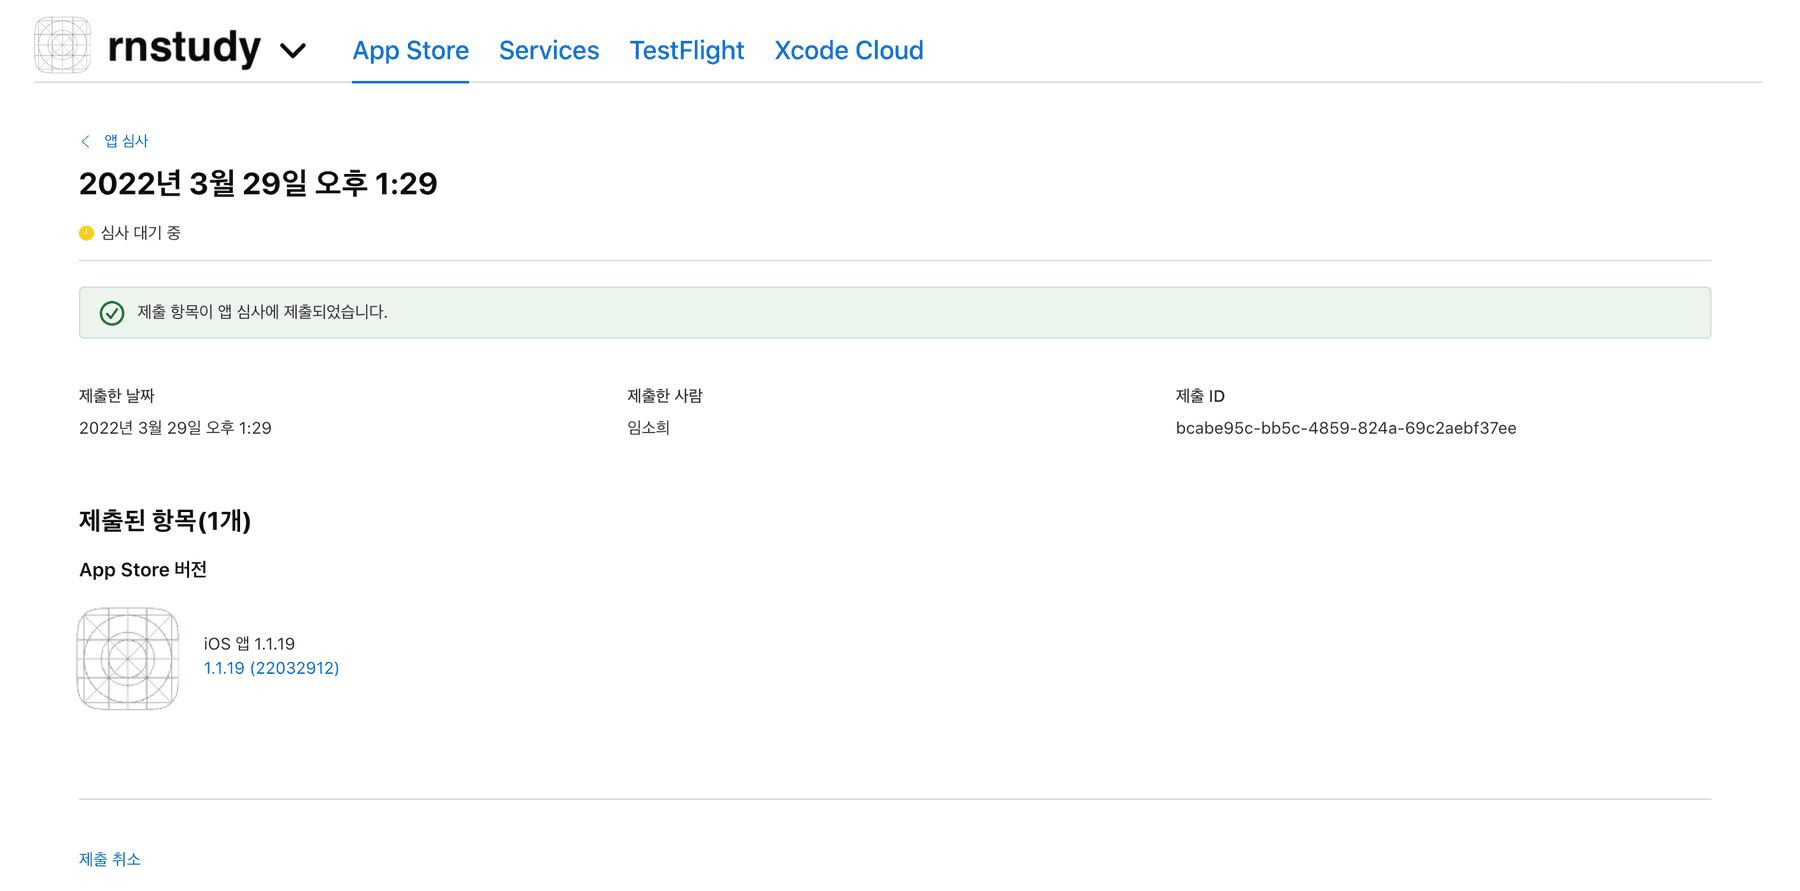 rnstudy App Store Services TestFlight Xcode Cloud
앱 심사
2022년 3월 29일 오후 1:29
심사 대기 중
제출 항목이 앱 심사에 제출되었습니다.
제출한 날짜 제출한 사람 제출 ID
2022년 3월 29일 오후 1:29 임소희 bcabe95c-bb5c-4859-824a-69c2aebf37ee
제출된 항목(1개)
App Store 버전
iOS 앱 1.1.19
1.1.19 (22032912)
제출 취소